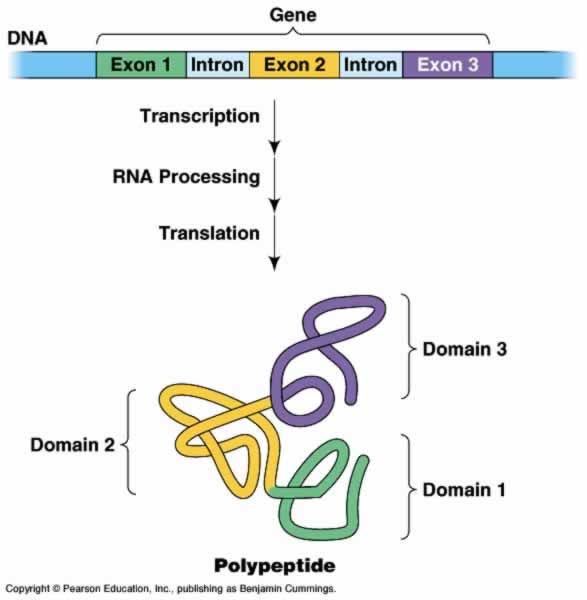 Gene
DNA
Exon 1 Intron Exon 2 Intron Exon 3
Transcription
RNA Processing
Translation
Domain 3
Domain 2
Domain 1
Polypeptide
Copyright © Pearson Education, Inc., publishing as Benjamin Cummings.